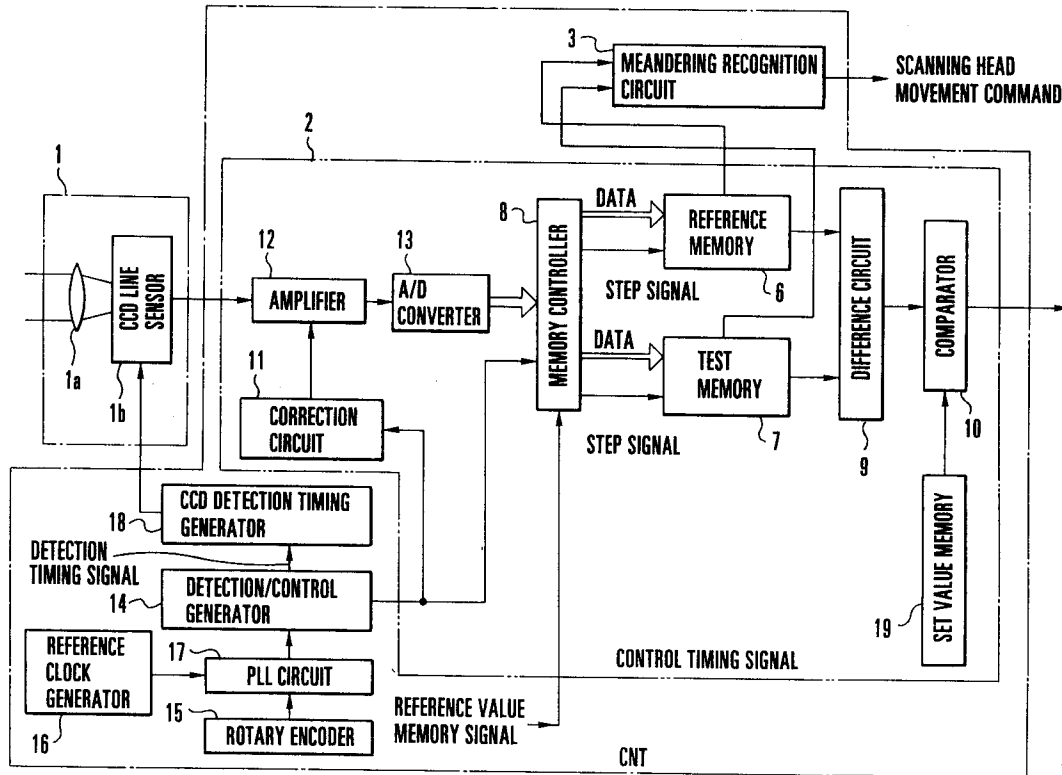 3
MEANDERING RECOGNITION
CIRCUIT
SCANNING HEAD
MOVEMENT COMMAND
2
1
8
DATA
REFERENCE
MEMORY
12
13
AMPLIFIER
A/D
CONVERTER
MEMORY CONTROLLER
STEP SIGNAL
6
DIFFERENCE CIRCUIT
COMPARATOR
CCD LINE
SENSOR
1a
1b
DATA
TEST
MEMORY
11
CORRECTION
CIRCUIT
STEP SIGNAL
7
9
10
CCD DETECTION TIMING
GENERATOR
18
DETECTION
TIMING SIGNAL
DETECTION/CONTROL
GENERATOR
14
SET VALUE MEMORY
19
REFERENCE
CLOCK
GENERATOR
16
17
PLL CIRCUIT
CONTROL TIMING SIGNAL
15
ROTARY ENCODER
REFERENCE VALUE
MEMORY SIGNAL
CNT